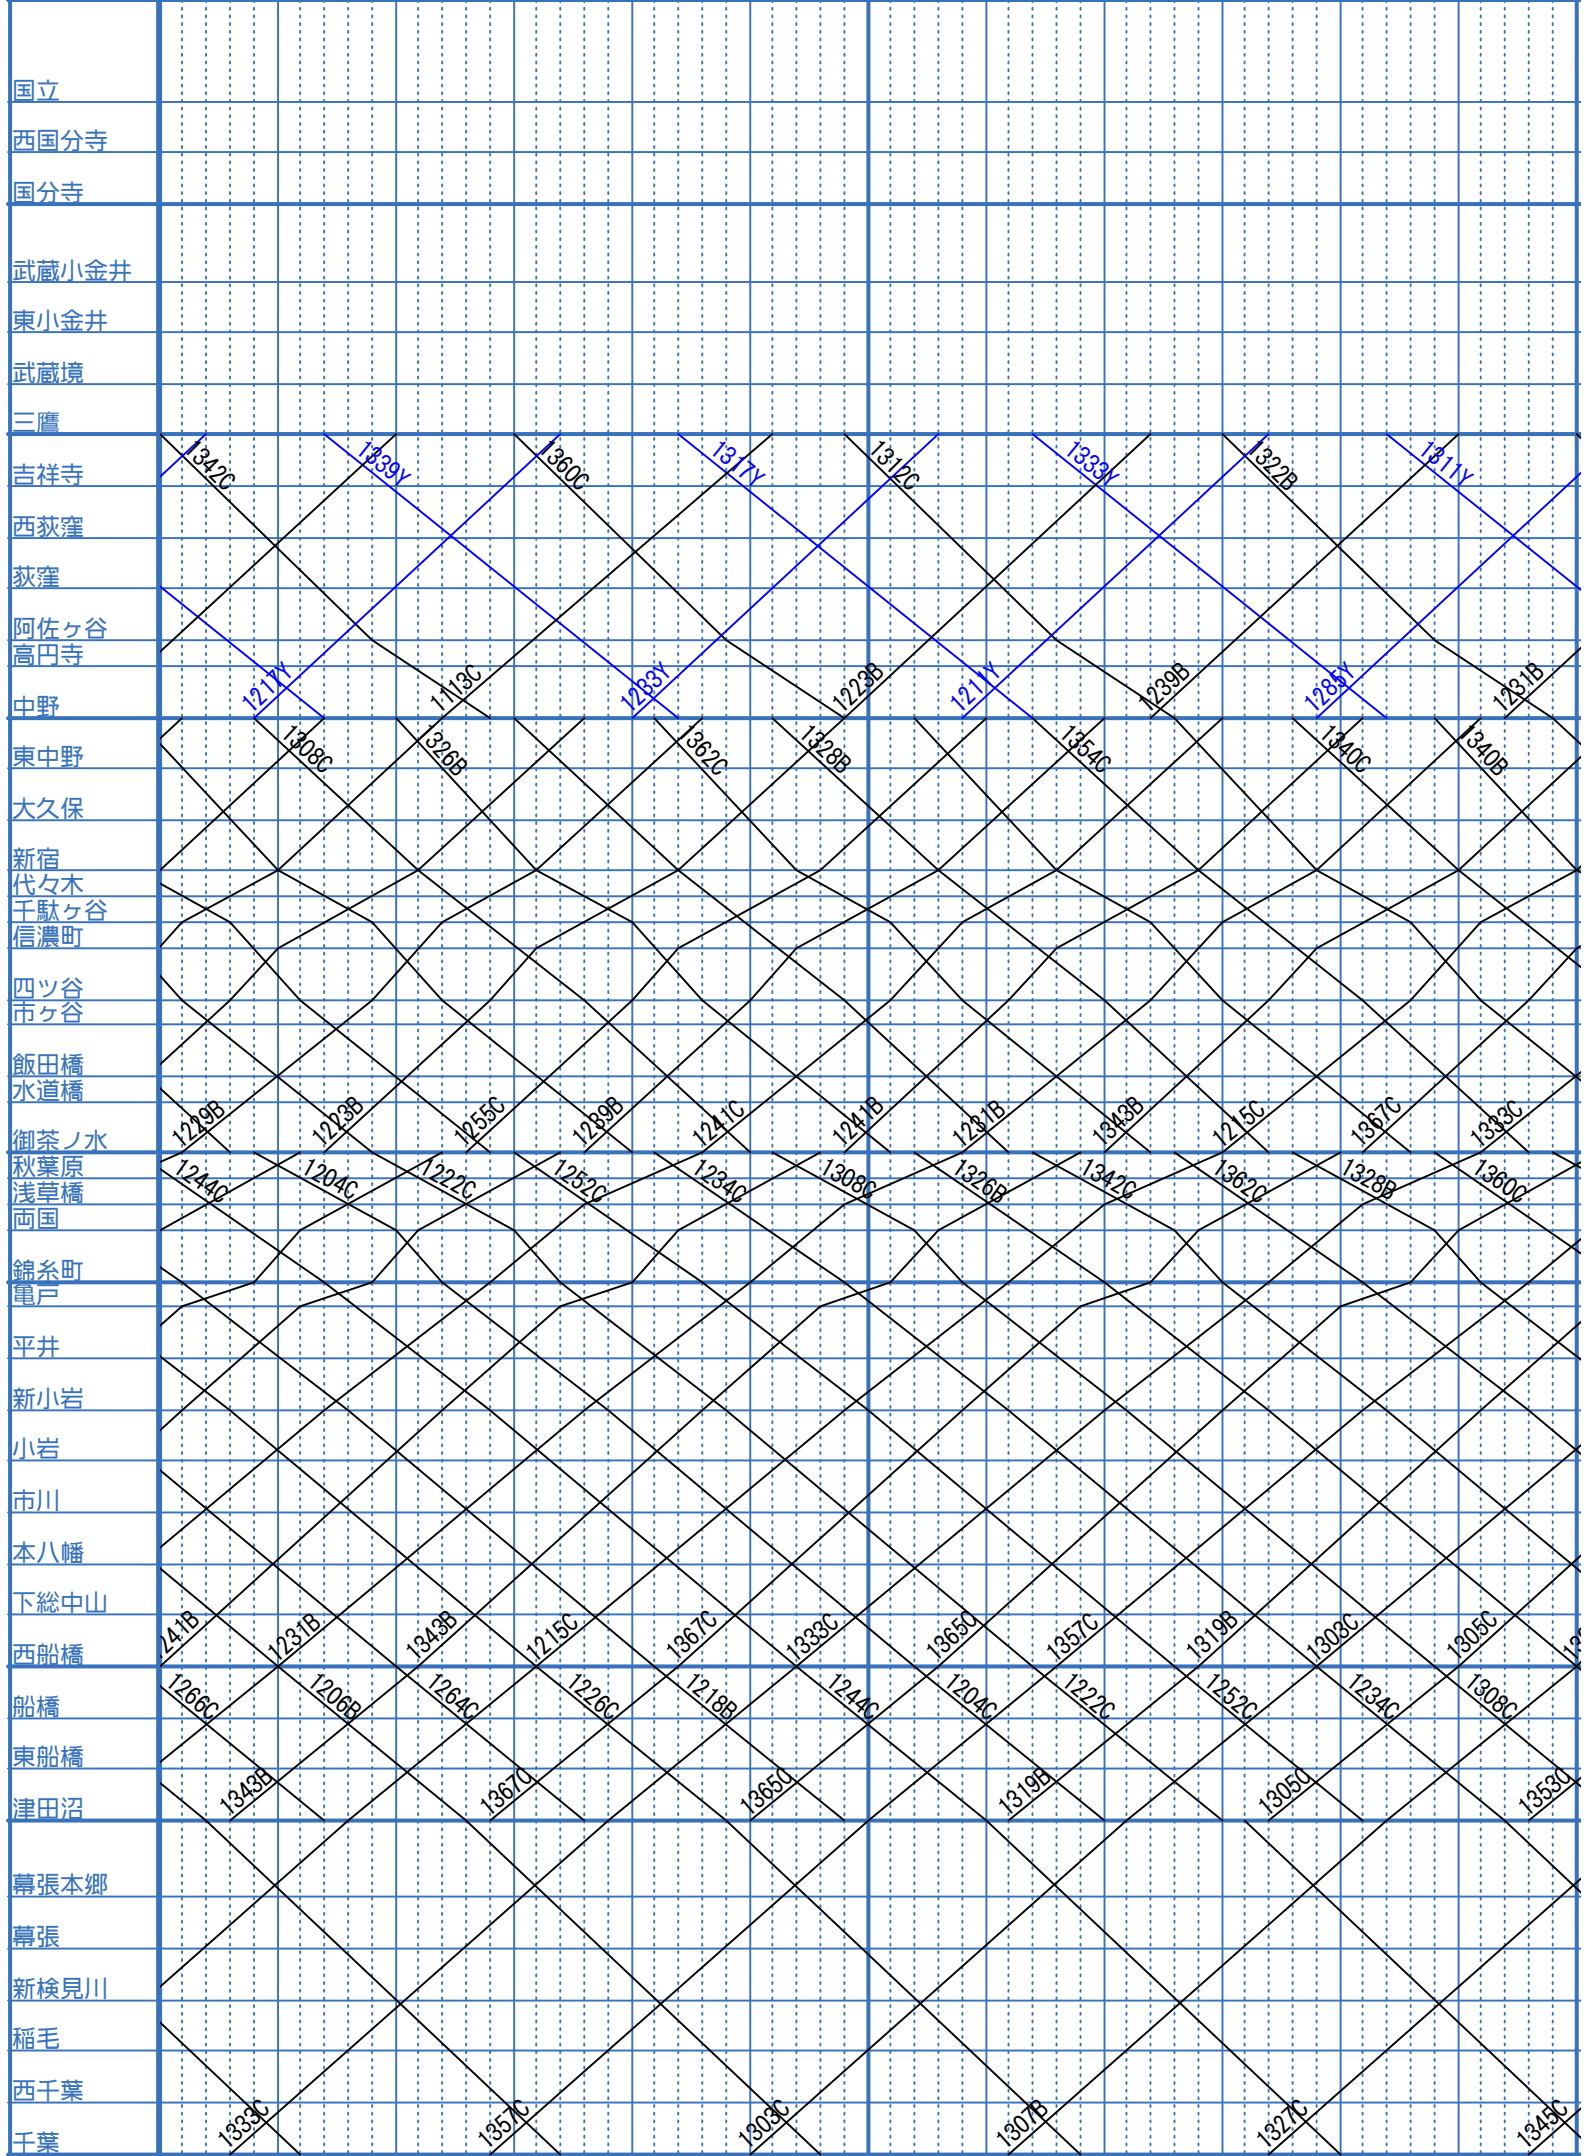 国立
西国分寺
国分寺
武蔵小金井
東小金井
武蔵境
三鷹
1342C 1339Y 1360C 1317Y 1312C 1333Y 1322B 1311Y
吉祥寺
西荻窪
荻窪
阿佐ヶ谷
高円寺
1217Y 1113C 1233Y 1223B 1211Y 1239B 1285Y 1231B
中野
1308C 1326B 1362C 1328B 1354C 1340C 1340B
東中野
大久保
新宿
代々木
千駄ヶ谷
信濃町
四ツ谷
市ヶ谷
飯田橋
水道橋
1229B 1223B 1255C 1239B 1241C 1241B 1231B 1343B 1215C 1367C 1333C
御茶ノ水
1244C 1204C 1222C 1252C 1234C 1308C 1326B 1342C 1362C 1328B 1360C
秋葉原
浅草橋
両国
錦糸町
亀戸
平井
新小岩
小岩
市川
本八幡
下総中山
241B 1231B 1343B 1215C 1367C 1333C 1365C 1357C 1319B 1303C 1305C
西船橋
1266C 1206B 1264C 1226C 1218B 1244C 1204C 1222C 1252C 1234C 1308C
船橋
東船橋
1343B 1367C 1365C 1319B 1305C 1353C
津田沼
幕張本郷
幕張
新検見川
稲毛
西千葉
1333C 1357C 1303C 1307B 1327C 1345C
千葉